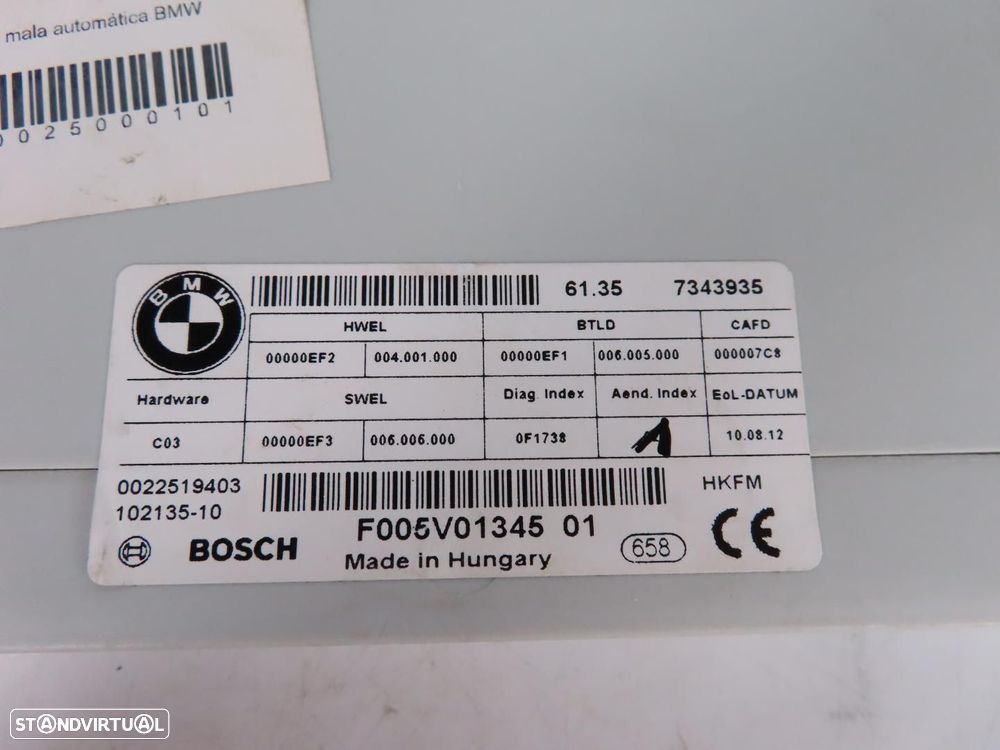 mala automática BMW
025000101
BMW
61.35 7343935
HWEL BTLD CAFD
00000EF2 004.001.000 00000EF1 006.005.000 000007C8
Hardware SWEL Diag. Index Aend. Index EoL-DATUM
C03 00000EF3 006.006.000 0F1738 A 10.08.12
0022519403 HKFM
102135-10
F005V01345 01
BOSCH Made in Hungary 658 CE
STANDVIRTUAL